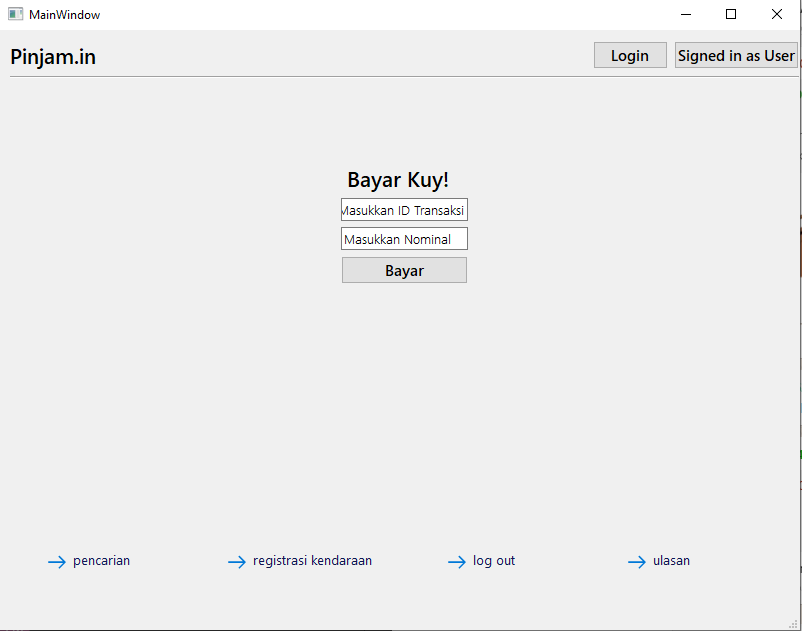 MainWindow
Pinjam.in
Login
Signed in as User
Bayar Kuy!
Masukkan ID Transaksi
Masukkan Nominal
Bayar
pencarian
registrasi kendaraan
log out
ulasan